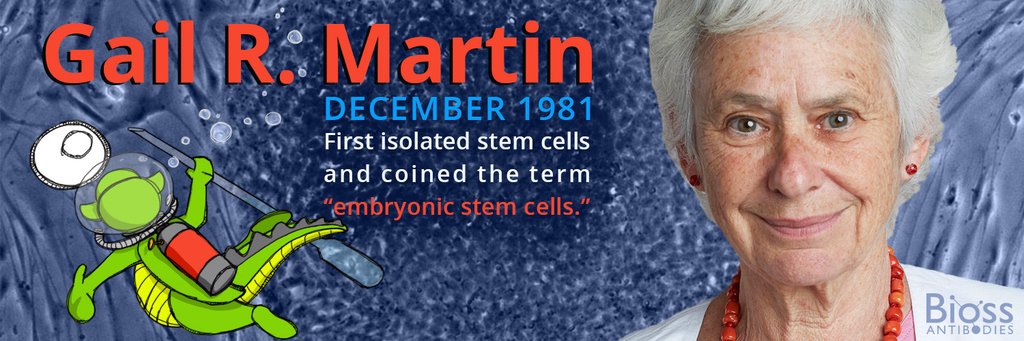 Gail R. Martin
DECEMBER 1981
First isolated stem cells
and coined the term
“embryonic stem cells.”
Bioss
ANTIBODIES